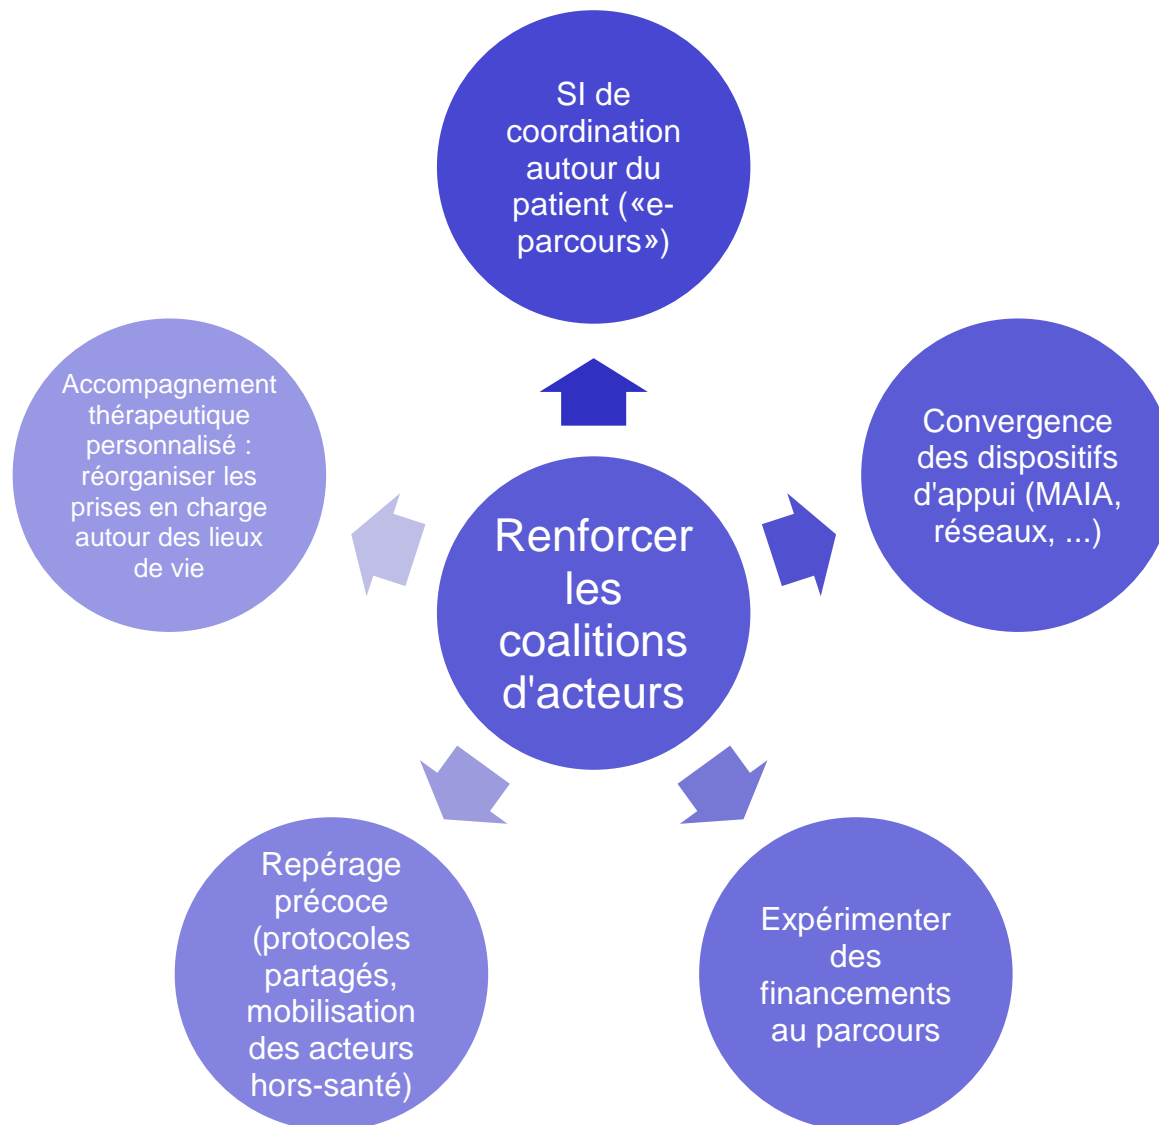 SI de
coordination
autour du
patient («e-
parcours»)
Convergence
des dispositifs
d'appui (MAIA,
réseaux, ...)
Expérimenter
des
financements
au parcours
Repérage
précoce
(protocoles
partagés,
mobilisation
des acteurs
hors-santé)
Accompagnement
thérapeutique
personnalisé :
réorganiser les
prises en charge
autour des lieux
de vie
Renforcer
les
coalitions
d'acteurs